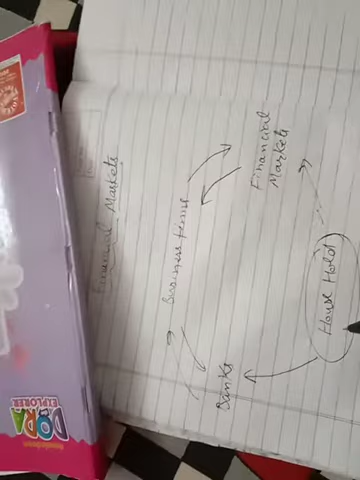 Financial Markets
Business firms
Financial
Markets
Banks
House Hold
DORA
EXPLORER